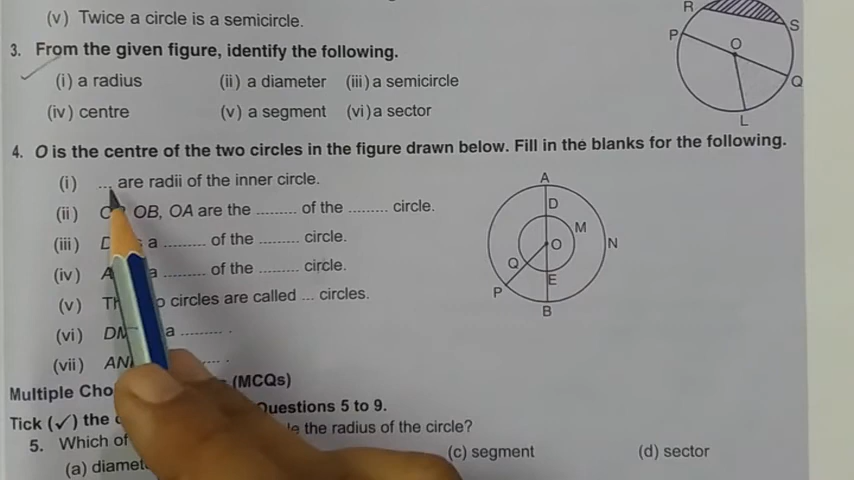 (v) Twice a circle is a semicircle.
3. From the given figure, identify the following.
(i) a radius (ii) a diameter (iii) a semicircle
(iv) centre (v) a segment (vi) a sector
R
S
P
O
Q
L
4. O is the centre of the two circles in the figure drawn below. Fill in the blanks for the following.
(i) ... are radii of the inner circle.
(ii) OB, OA are the ......... of the ......... circle.
(iii) a ......... of the ......... circle.
(iv) a ......... of the ......... circle.
(v) circles are called ... circles.
(vi) a ......... .
(vii) .
A
D
M
O
N
Q
E
P
B
Multiple (MCQs)
Tick (✓) the Questions 5 to 9.
5. Which of the radius of the circle?
(a) (c) segment (d) sector